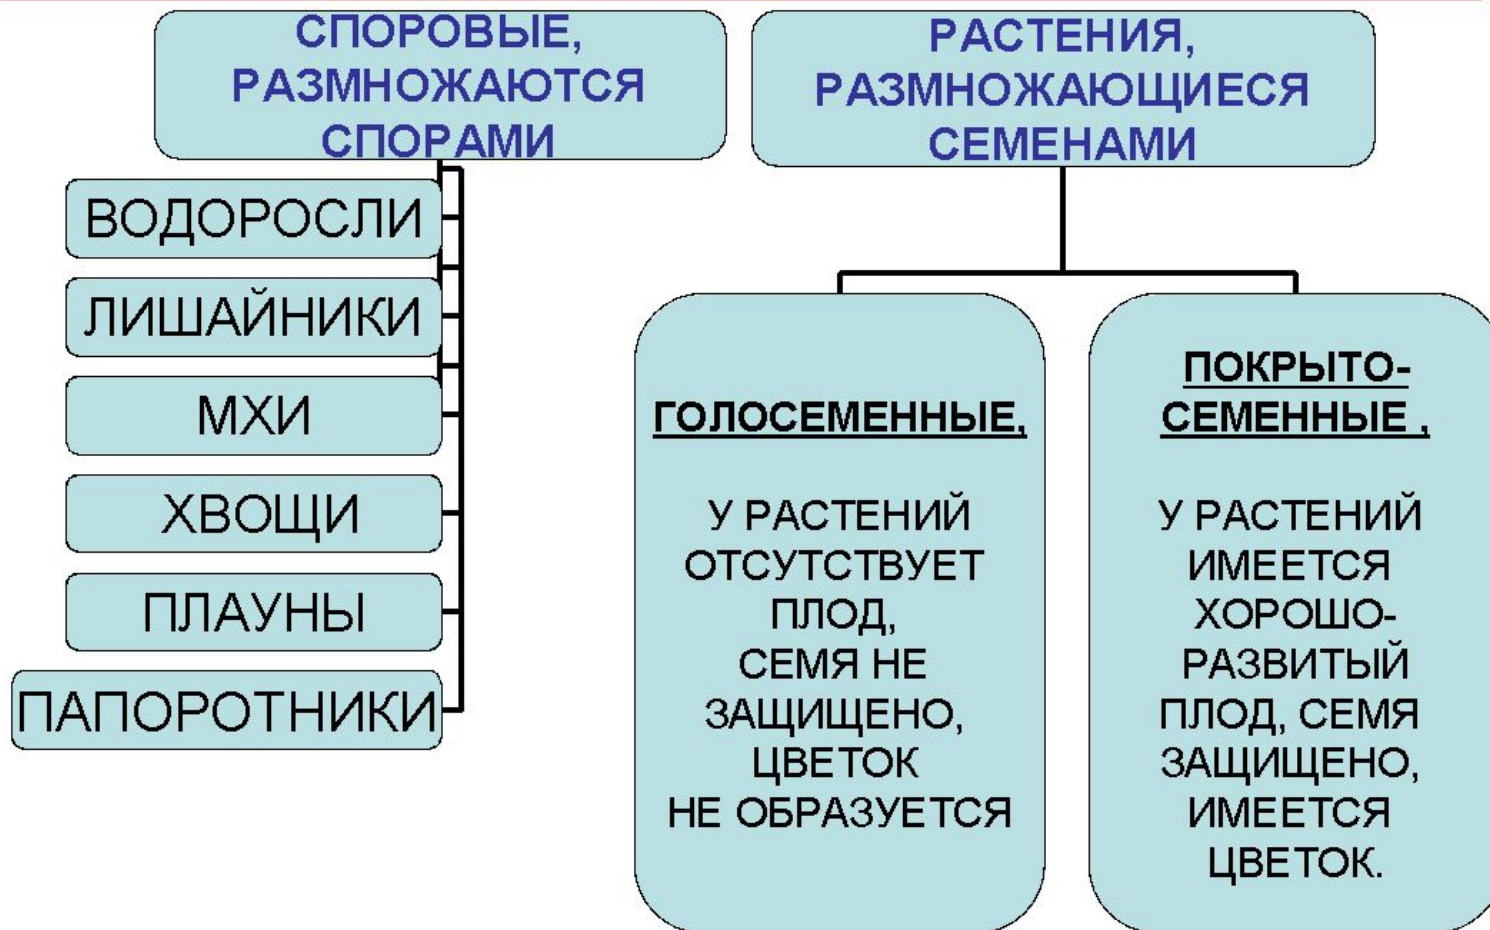 СПОРОВЫЕ,
РАЗМНОЖАЮТСЯ
СПОРАМИ
ВОДОРОСЛИ
ЛИШАЙНИКИ
МХИ
ХВОЩИ
ПЛАУНЫ
ПАПОРОТНИКИ
РАСТЕНИЯ,
РАЗМНОЖАЮЩИЕСЯ
СЕМЕНАМИ
ГОЛОСЕМЕННЫЕ,
У РАСТЕНИЙ
ОТСУТСТВУЕТ
ПЛОД,
СЕМЯ НЕ
ЗАЩИЩЕНО,
ЦВЕТОК
НЕ ОБРАЗУЕТСЯ
ПОКРЫТО-
СЕМЕННЫЕ ,
У РАСТЕНИЙ
ИМЕЕТСЯ
ХОРОШО-
РАЗВИТЫЙ
ПЛОД, СЕМЯ
ЗАЩИЩЕНО,
ИМЕЕТСЯ
ЦВЕТОК.